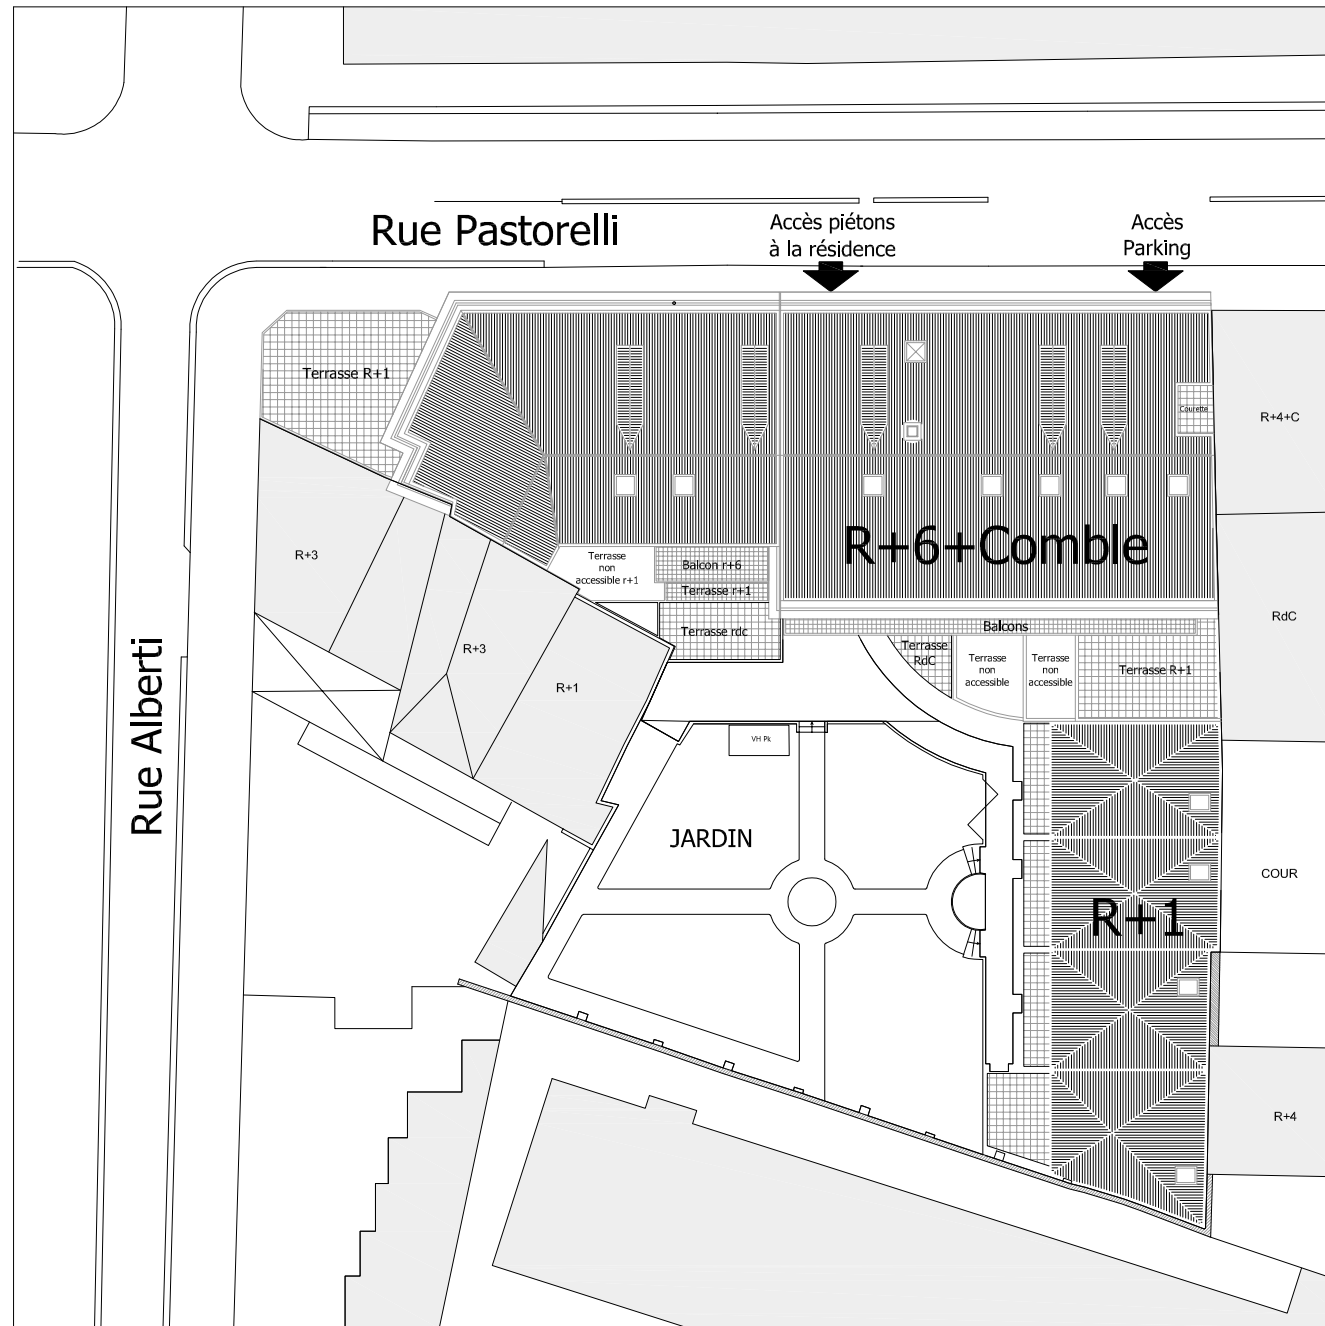 Rue Pastorelli
Accès piétons
à la résidence
Accès
Parking
Terrasse R+1
Courette
R+4+C
R+6+Comble
R+3
Terrasse
non
accessible r+1
Balcon r+6
Terrasse r+1
Terrasse rdc
Balcons
RdC
Rue Alberti
R+3
R+1
Terrasse
RdC
Terrasse
non
accessible
Terrasse
non
accessible
Terrasse R+1
VH Pk
JARDIN
R+1
COUR
R+4